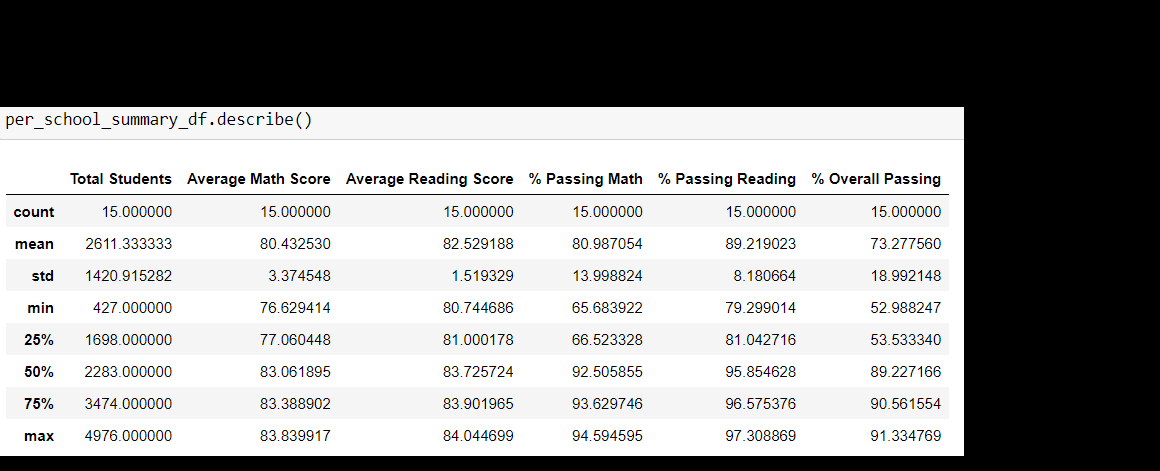 per_school_summary_df.describe()
Total Students Average Math Score Average Reading Score % Passing Math % Passing Reading % Overall Passing
count 15.000000 15.000000 15.000000 15.000000 15.000000 15.000000
mean 2611.333333 80.432530 82.529188 80.987054 89.219023 73.277560
std 1420.915282 3.374548 1.519329 13.998824 8.180664 18.992148
min 427.000000 76.629414 80.744686 65.683922 79.299014 52.988247
25% 1698.000000 77.060448 81.000178 66.523328 81.042716 53.533340
50% 2283.000000 83.061895 83.725724 92.505855 95.854628 89.227166
75% 3474.000000 83.388902 83.901965 93.629746 96.575376 90.561554
max 4976.000000 83.839917 84.044699 94.594595 97.308869 91.334769